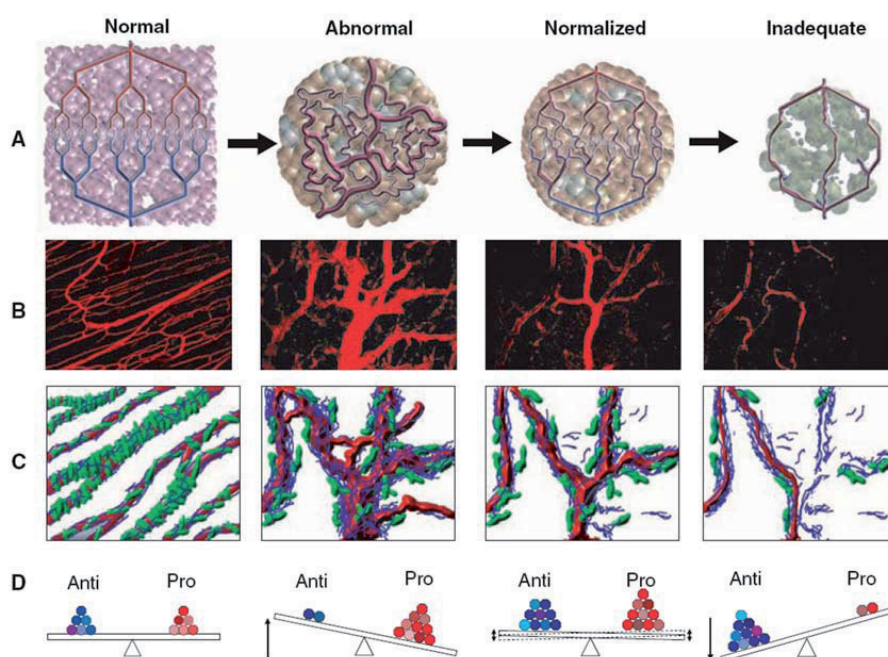 Normal Abnormal Normalized Inadequate
A
B
C
D
Anti Pro Anti Pro Anti Pro Anti Pro